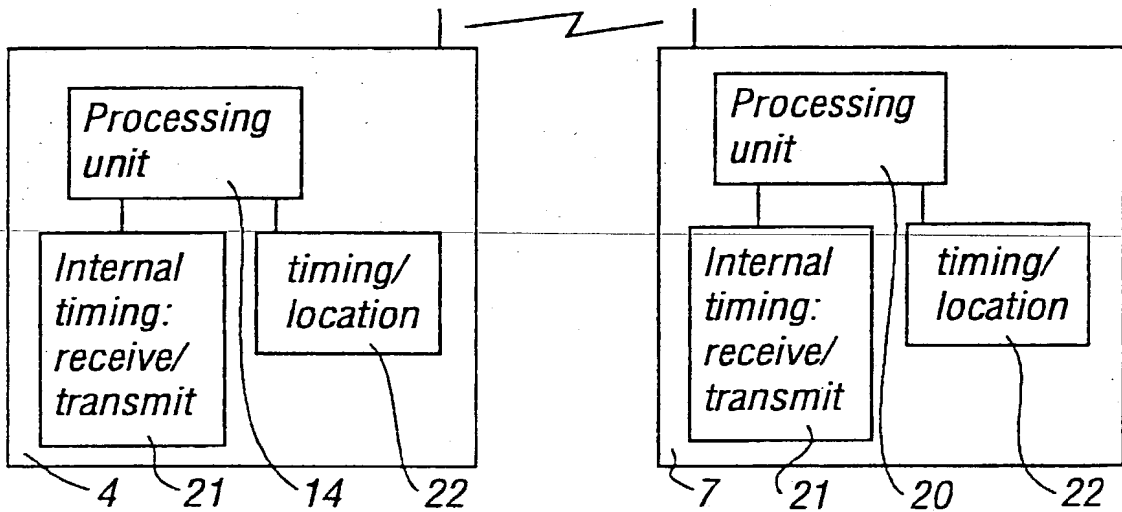 Processing
unit
Internal
timing:
receive/
transmit
timing/
location
4
21
14
22
Processing
unit
Internal
timing:
receive/
transmit
timing/
location
7
21
20
22